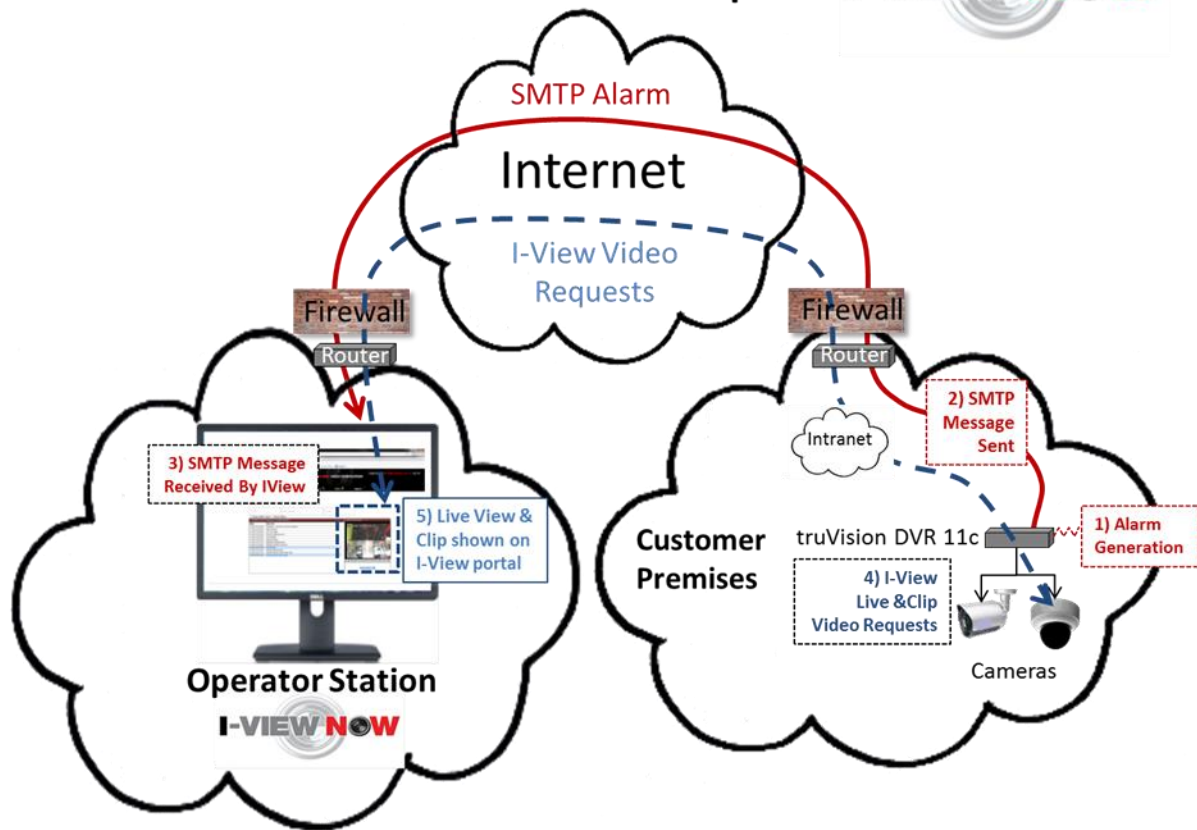 SMTP Alarm
Internet
I-View Video
Requests
Firewall
Router
Firewall
Router
2) SMTP
Message
Sent
Intranet
3) SMTP Message
Received By IView
5) Live View &
Clip shown on
I-View portal
1) Alarm
Generation
truVision DVR 11c
Customer
Premises
4) I-View
Live &Clip
Video Requests
Cameras
Operator Station
I-VIEW NOW